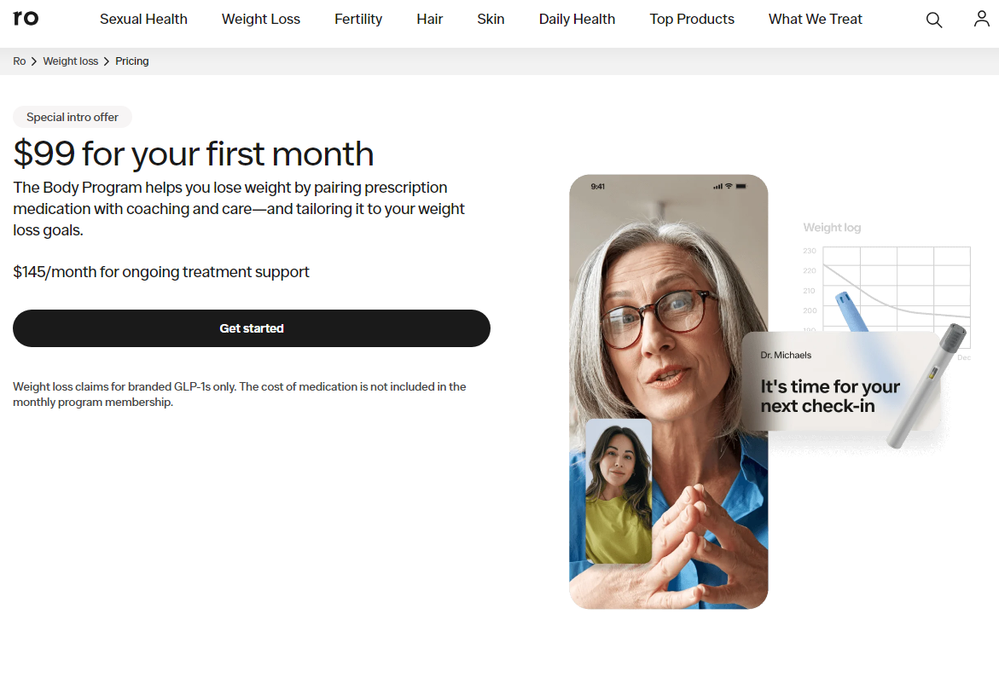 ro
Sexual Health
Weight Loss
Fertility
Hair
Skin
Daily Health
Top Products
What We Treat
Ro
Weight loss
Pricing
Special intro offer
$99 for your first month
The Body Program helps you lose weight by pairing prescription
medication with coaching and care—and tailoring it to your weight
loss goals.
$145/month for ongoing treatment support
Get started
Weight loss claims for branded GLP-1s only. The cost of medication is not included in the
monthly program membership.
9:41
Weight log
230
220
210
200
Dec
Dr. Michaels
It's time for your
next check-in